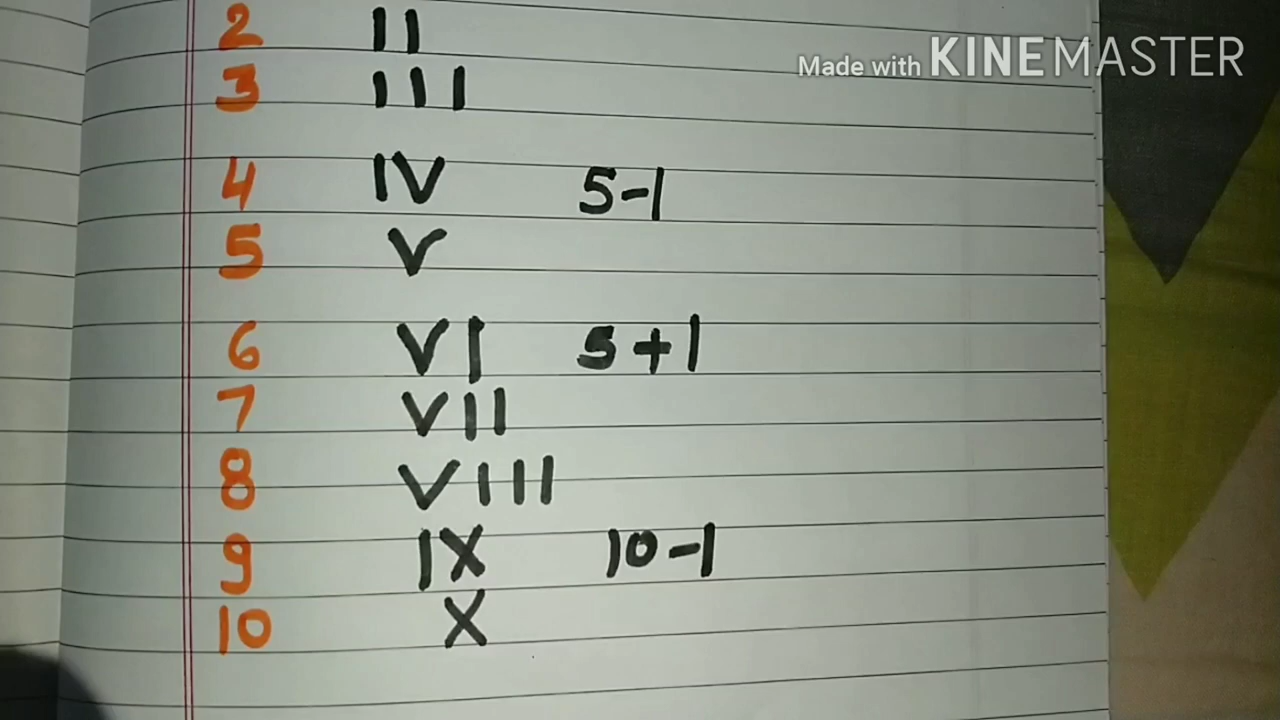 2 II
Made with KINEMASTER
3 III
4 IV 5-1
5 V
6 VI 5+1
7 VII
8 VIII
9 IX 10-1
10 X